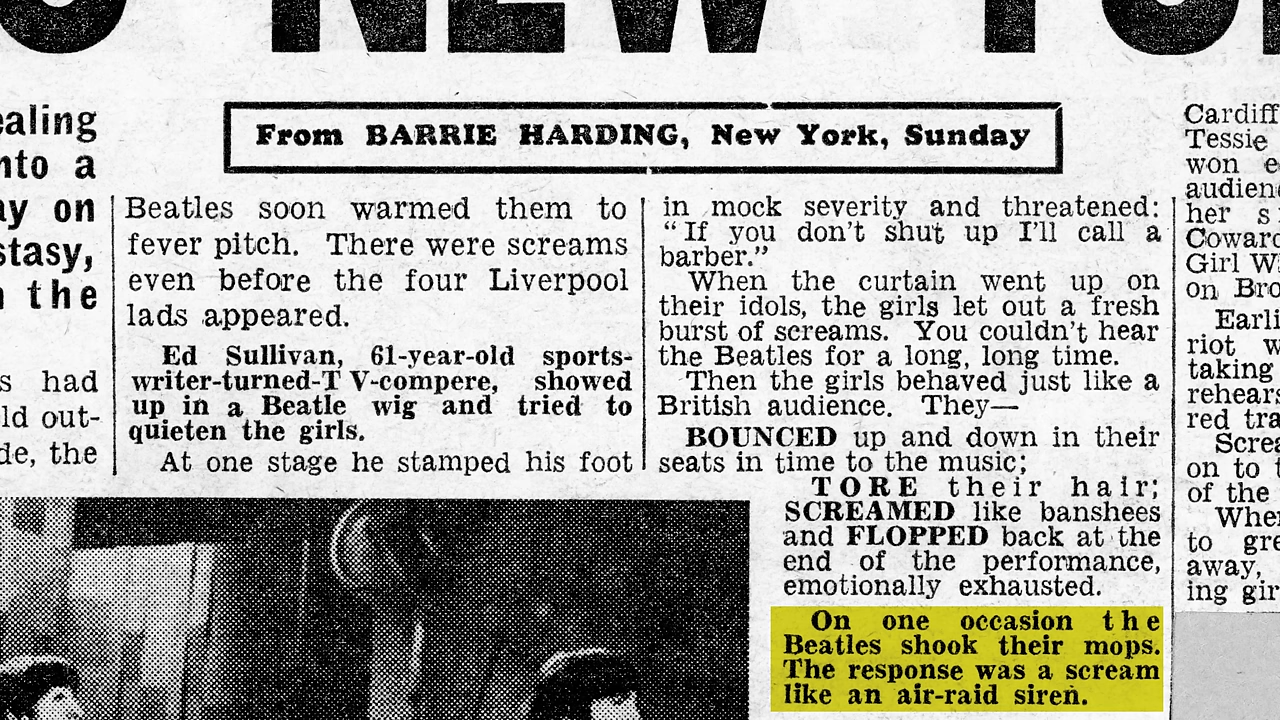 NEW
From BARRIE HARDING, New York, Sunday
ealing
nto a
ay on
stasy,
the
s had
ld out-
de, the
Beatles soon warmed them to
fever pitch. There were screams
even before the four Liverpool
lads appeared.
Ed Sullivan, 61-year-old sports-
writer-turned-T V-compere, showed
up in a Beatle wig and tried to
quieten the girls.
At one stage he stamped his foot
in mock severity and threatened:
“If you don't shut up I'll call a
barber.”
When the curtain went up on
their idols, the girls let out a fresh
burst of screams. You couldn't hear
the Beatles for a long, long time.
Then the girls behaved just like a
British audience. They—
BOUNCED up and down in their
seats in time to the music;
TORE their hair;
SCREAMED like banshees
and FLOPPED back at the
end of the performance,
emotionally exhausted.
On one occasion the
Beatles shook their mops.
The response was a scream
like an air-raid siren.
Cardiff
Tessie
won e
audien
her s
Coward
Girl W
on Bro
Earli
riot w
taking
rehears
red tra
Screa
on to t
of the
When
to gre
away,
ing gir